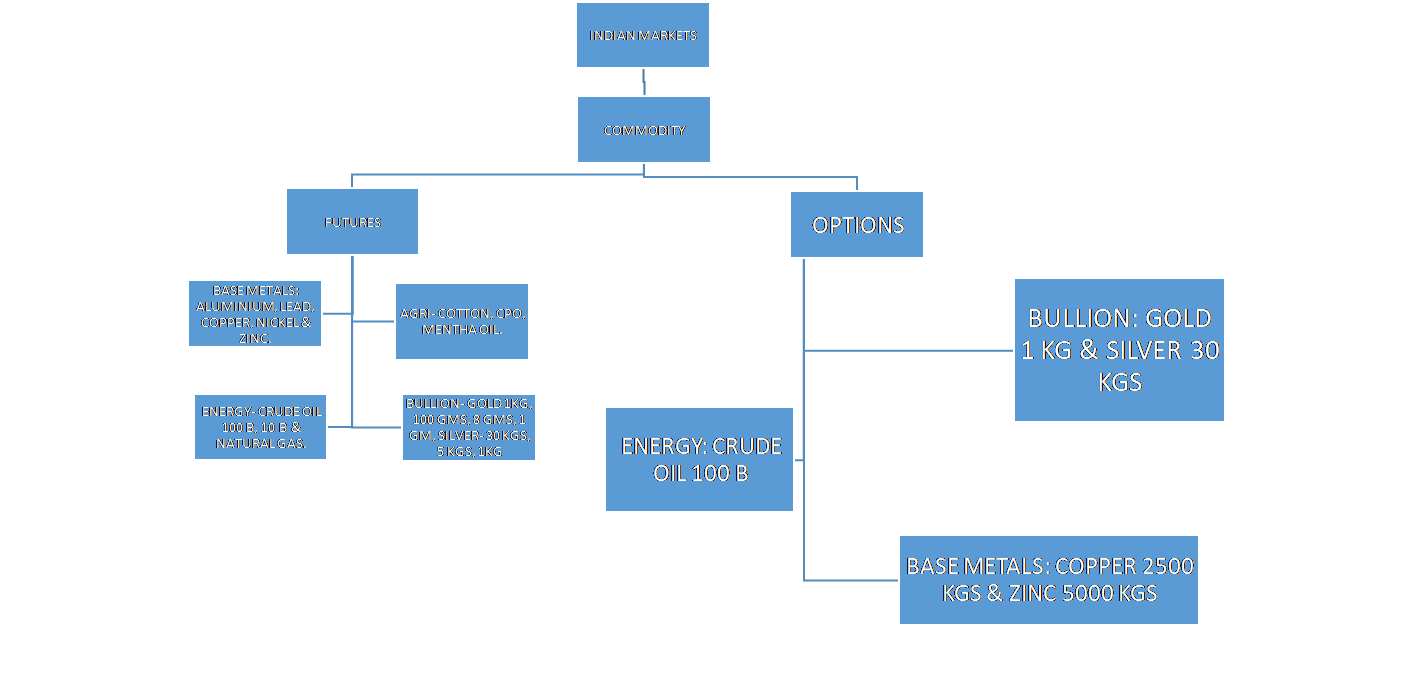 INDIAN MARKETS
COMMODITY
FUTURES
OPTIONS
BASE METALS:
ALUMINIUM, LEAD,
COPPER, NICKEL &
ZINC.
AGRI - COTTON, CPO,
MENTHA OIL.
ENERGY- CRUDE OIL
100 B, 10 B &
NATURAL GAS.
BULLION- GOLD 1KG,
100 GMS, 8 GMS, 1
GM, SILVER- 30KGS,
5 KGS, 1KG
BULLION: GOLD
1 KG & SILVER 30
KGS
ENERGY: CRUDE
OIL 100 B
BASE METALS: COPPER 2500
KGS & ZINC 5000 KGS